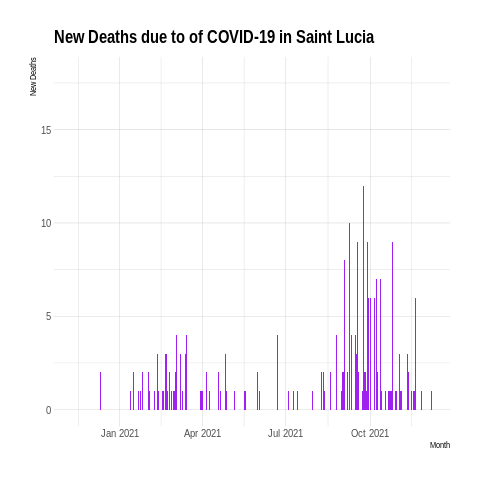 New Deaths due to of COVID-19 in Saint Lucia
New Deaths
15
10
5
0
Jan 2021 Apr 2021 Jul 2021 Oct 2021
Month